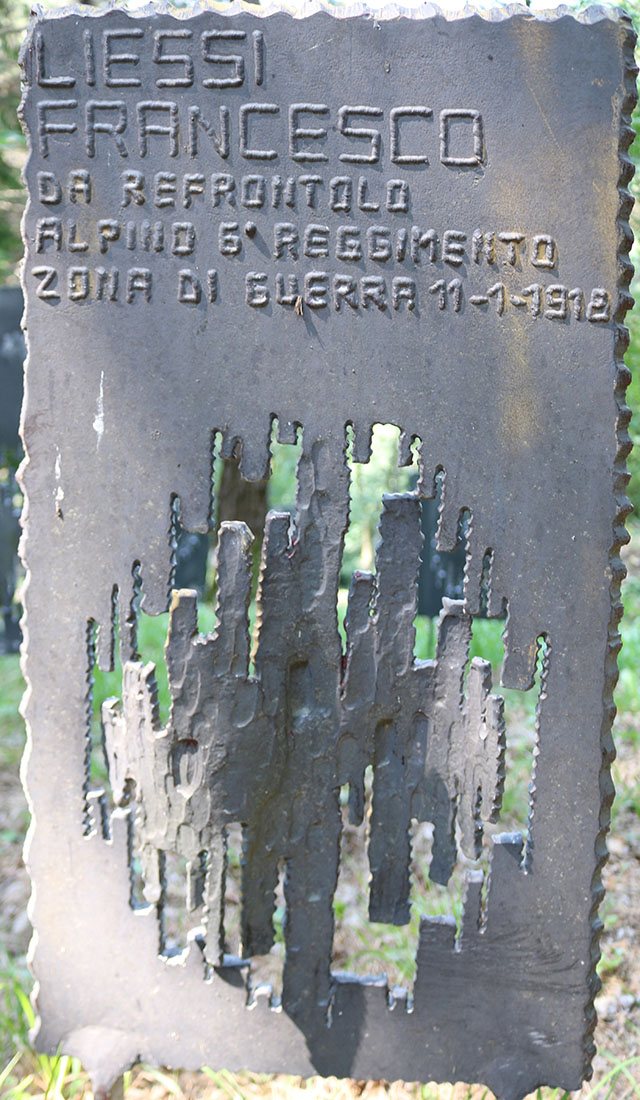 LIESSI
FRANCESCO
DA REFRONTOLO
ALPINO 6° REGGIMENTO
ZONA DI GUERRA 11-1-1918